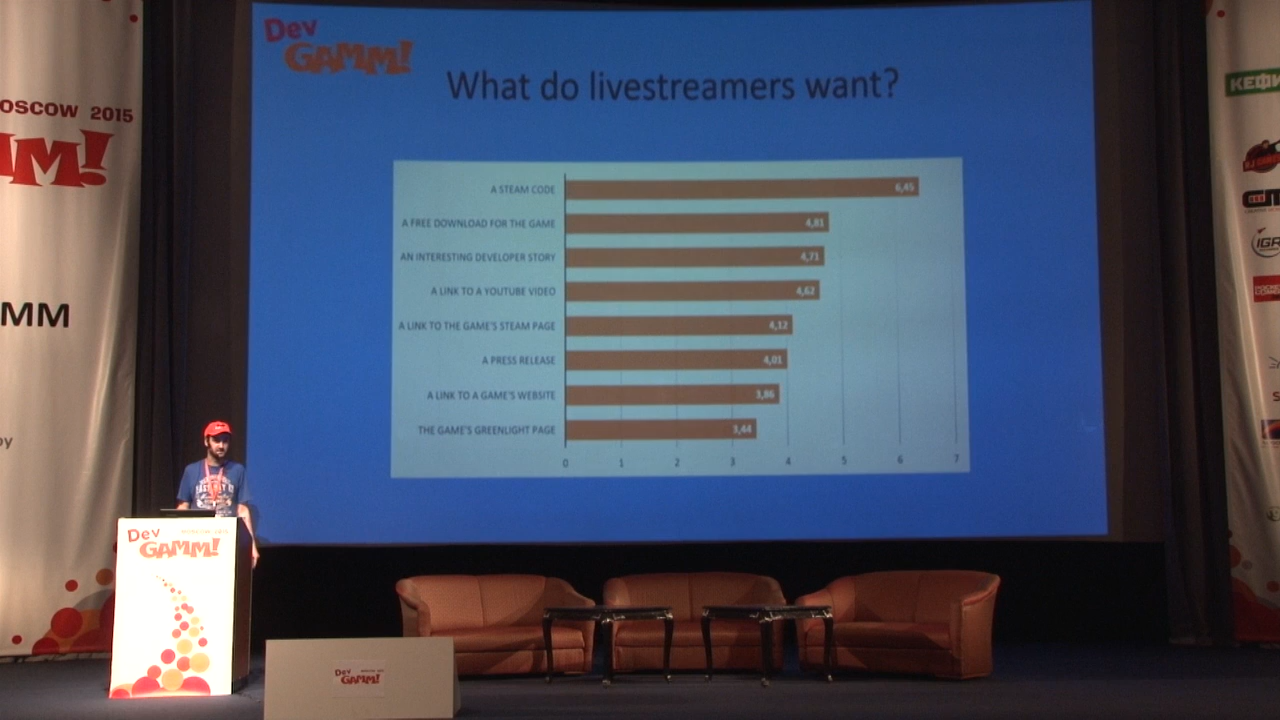 Dev
GAMM!
What do livestreamers want?
A STEAM CODE 6,45
A FREE DOWNLOAD FOR THE GAME 4,81
AN INTERESTING DEVELOPER STORY 4,71
A LINK TO A YOUTUBE VIDEO 4,62
A LINK TO THE GAME'S STEAM PAGE 4,12
A PRESS RELEASE 4,01
A LINK TO A GAME'S WEBSITE 3,86
THE GAME'S GREENLIGHT PAGE 3,44
0 1 2 3 4 5 6 7
OSCOW 2015
MM!
MM
by
КЕФИ
IGR
Dev
GAMM!
Dev
GAMM!